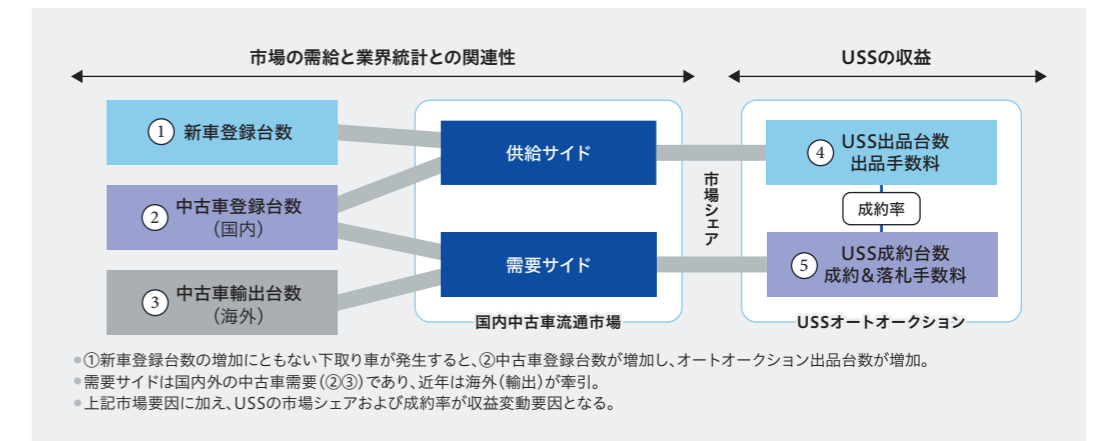 市場の需給と業界統計との関連性
USSの収益
① 新車登録台数
② 中古車登録台数
（国内）
③ 中古車輸出台数
（海外）
供給サイド
需要サイド
国内中古車流通市場
市場シェア
④ USS出品台数
出品手数料
成約率
⑤ USS成約台数
成約&落札手数料
USSオートオークション
●①新車登録台数の増加にともない下取り車が発生すると、②中古車登録台数が増加し、オートオークション出品台数が増加。
●需要サイドは国内外の中古車需要（②③）であり、近年は海外（輸出）が牽引。
●上記市場要因に加え、USSの市場シェアおよび成約率が収益変動要因となる。